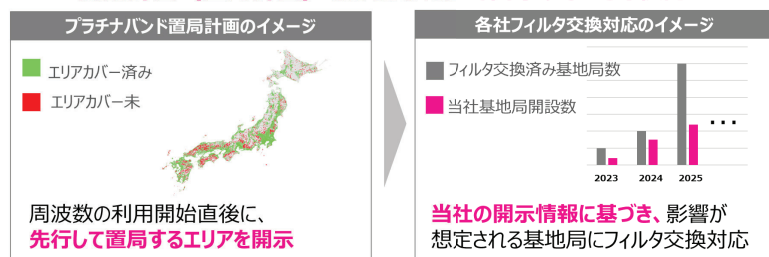 プラチナバンド置局計画のイメージ
エリアカバー済み
エリアカバー未
周波数の利用開始直後に、
先行して置局するエリアを開示
各社フィルタ交換対応のイメージ
フィルタ交換済み基地局数
当社基地局開設数
...
2023 2024 2025
当社の開示情報に基づき、影響が
想定される基地局にフィルタ交換対応